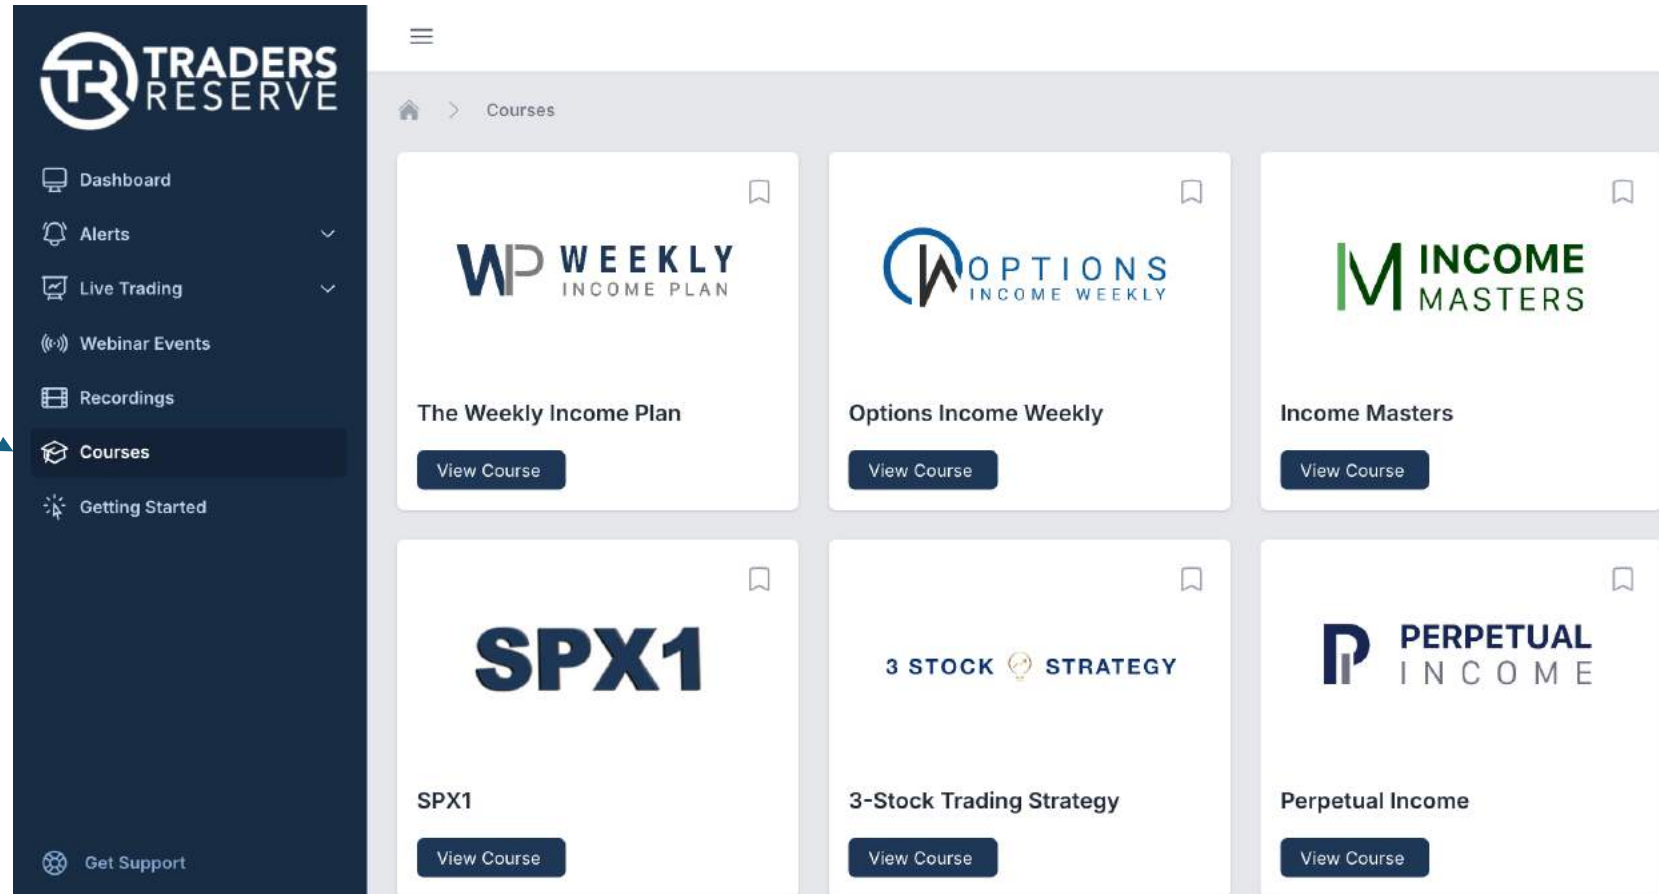 TRADERS
RESERVE
Dashboard
Alerts
Live Trading
Webinar Events
Recordings
Courses
Getting Started
Get Support
Courses
WP WEEKLY
INCOME PLAN
The Weekly Income Plan
View Course
OPTIONS
INCOME WEEKLY
Options Income Weekly
View Course
INCOME
MASTERS
Income Masters
View Course
SPX1
SPX1
View Course
3 STOCK STRATEGY
3-Stock Trading Strategy
View Course
PERPETUAL
INCOME
Perpetual Income
View Course